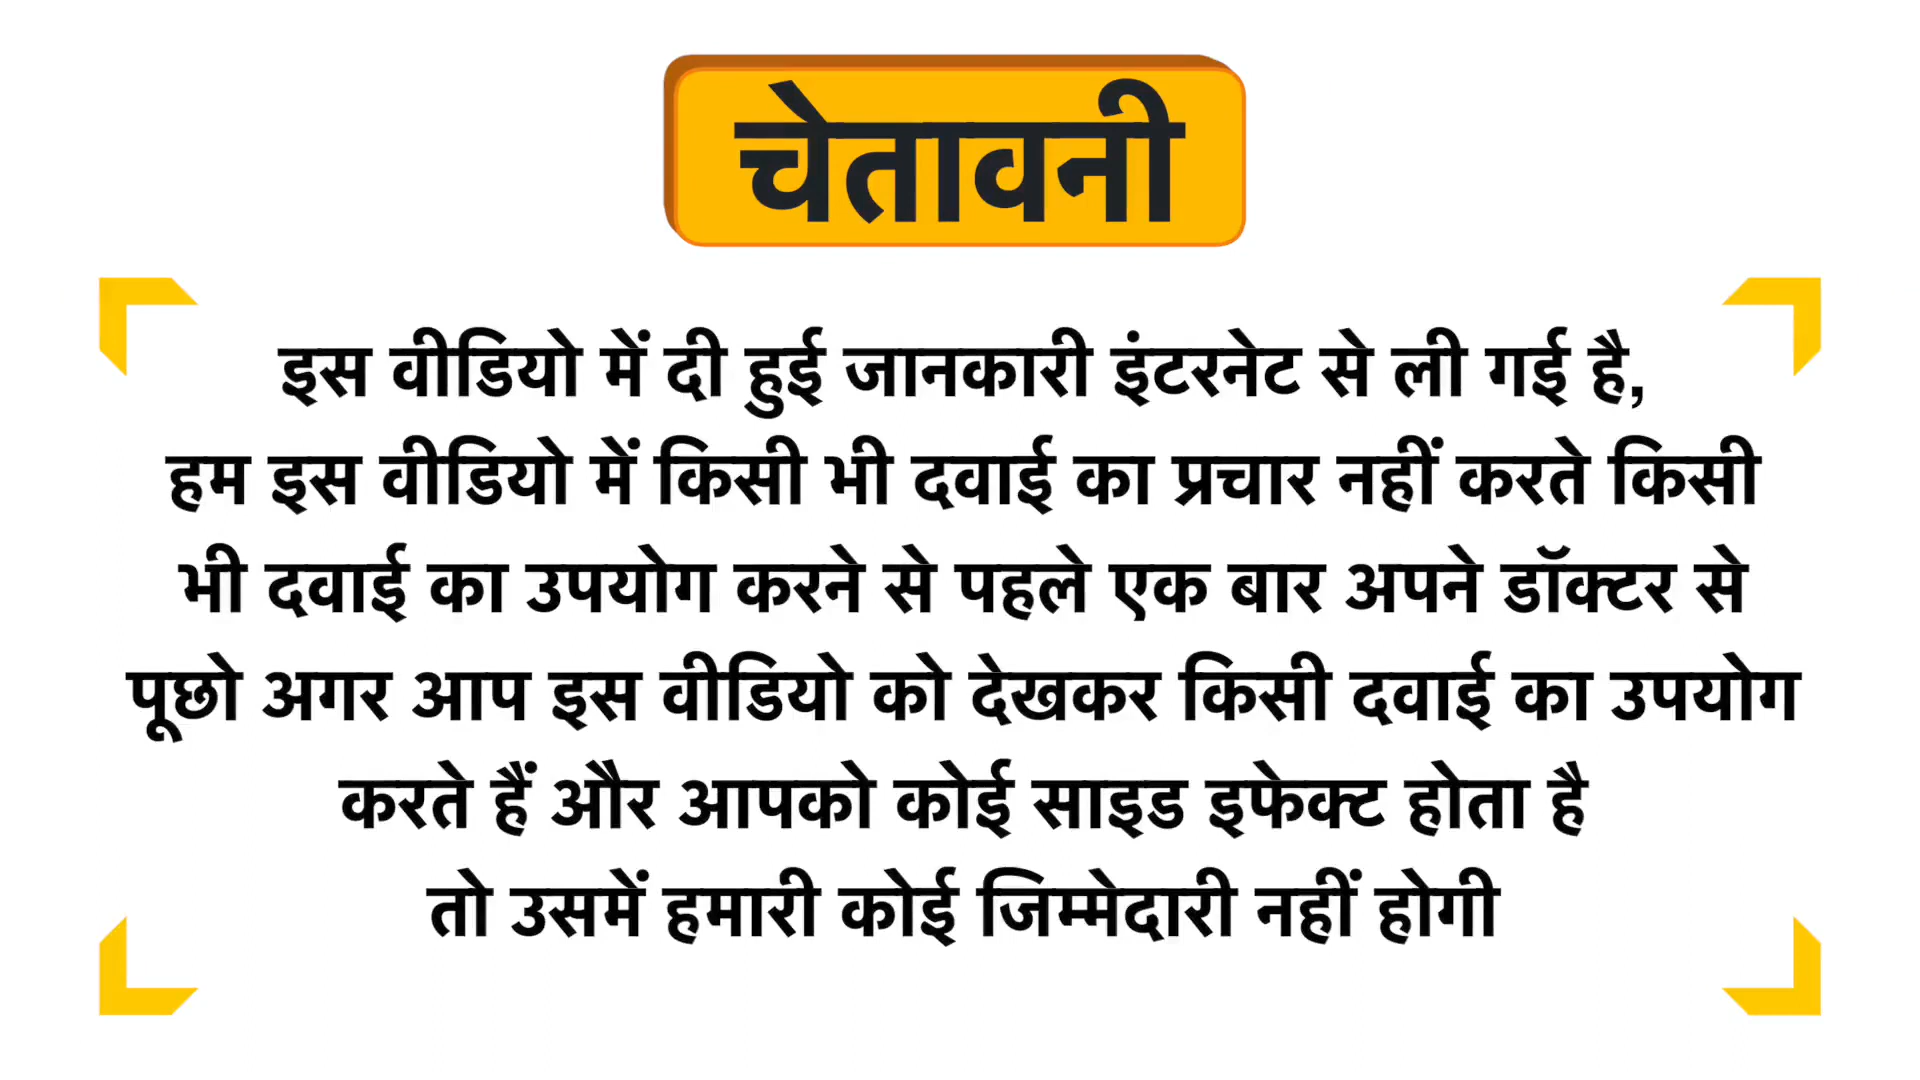 चेतावनी
इस वीडियो में दी हुई जानकारी इंटरनेट से ली गई है,
हम इस वीडियो में किसी भी दवाई का प्रचार नहीं करते किसी
भी दवाई का उपयोग करने से पहले एक बार अपने डॉक्टर से
पूछो अगर आप इस वीडियो को देखकर किसी दवाई का उपयोग
करते हैं और आपको कोई साइड इफेक्ट होता है
तो उसमें हमारी कोई जिम्मेदारी नहीं होगी